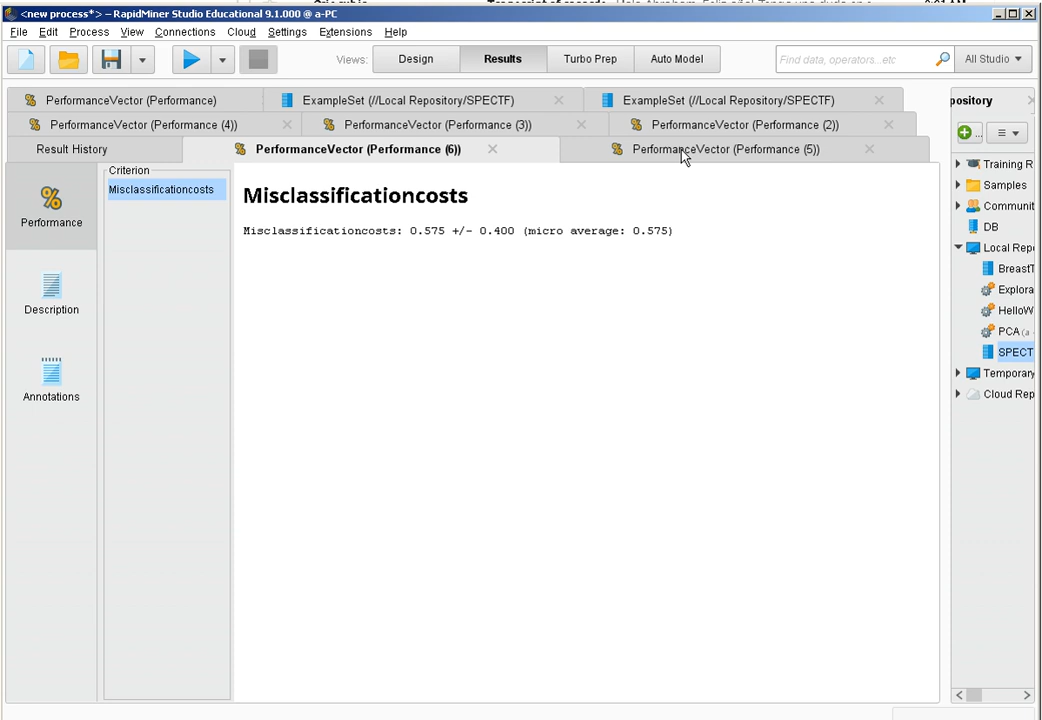 <new process*> – RapidMiner Studio Educational 9.1.000 @ a-PC
File Edit Process View Connections Cloud Settings Extensions Help
Views: Design Results Turbo Prep Auto Model Find data, operators...etc All Studio
PerformanceVector (Performance) ExampleSet (//Local Repository/SPECTF) ExampleSet (//Local Repository/SPECTF) pository
PerformanceVector (Performance (4)) PerformanceVector (Performance (3)) PerformanceVector (Performance (2))
Result History PerformanceVector (Performance (6)) PerformanceVector (Performance (5))
Performance
Description
Annotations
Criterion
Misclassificationcosts
Misclassificationcosts
Misclassificationcosts: 0.575 +/- 0.400 (micro average: 0.575)
...
Training R
Samples
Communit
DB
Local Rep
BreastT
Explora
HelloW
PCA (a -
SPECT
Temporary
Cloud Rep